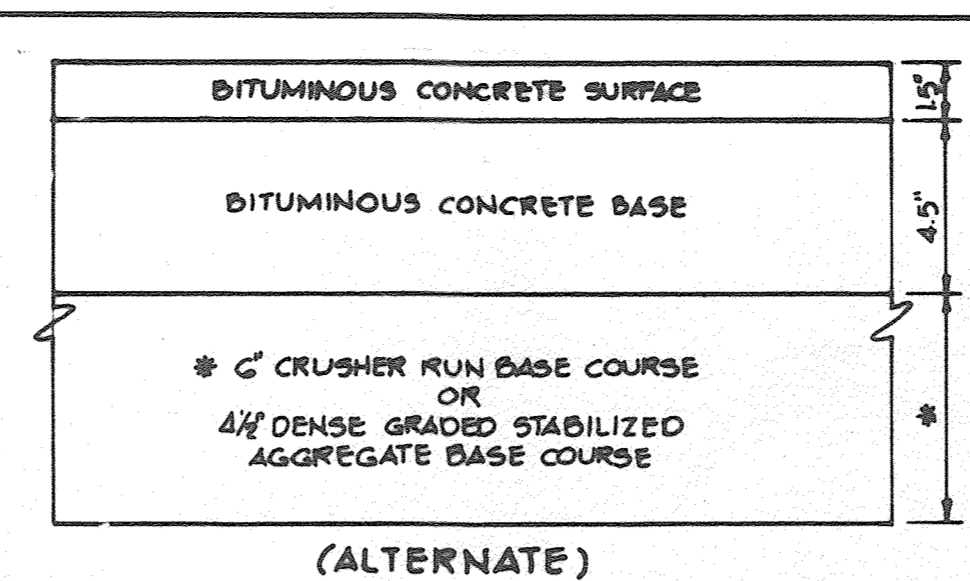 BITUMINOUS CONCRETE SURFACE
1.5"
BITUMINOUS CONCRETE BASE
4.5"
* 6" CRUSHER RUN BASE COURSE
OR
4½" DENSE GRADED STABILIZED
AGGREGATE BASE COURSE
*
(ALTERNATE)